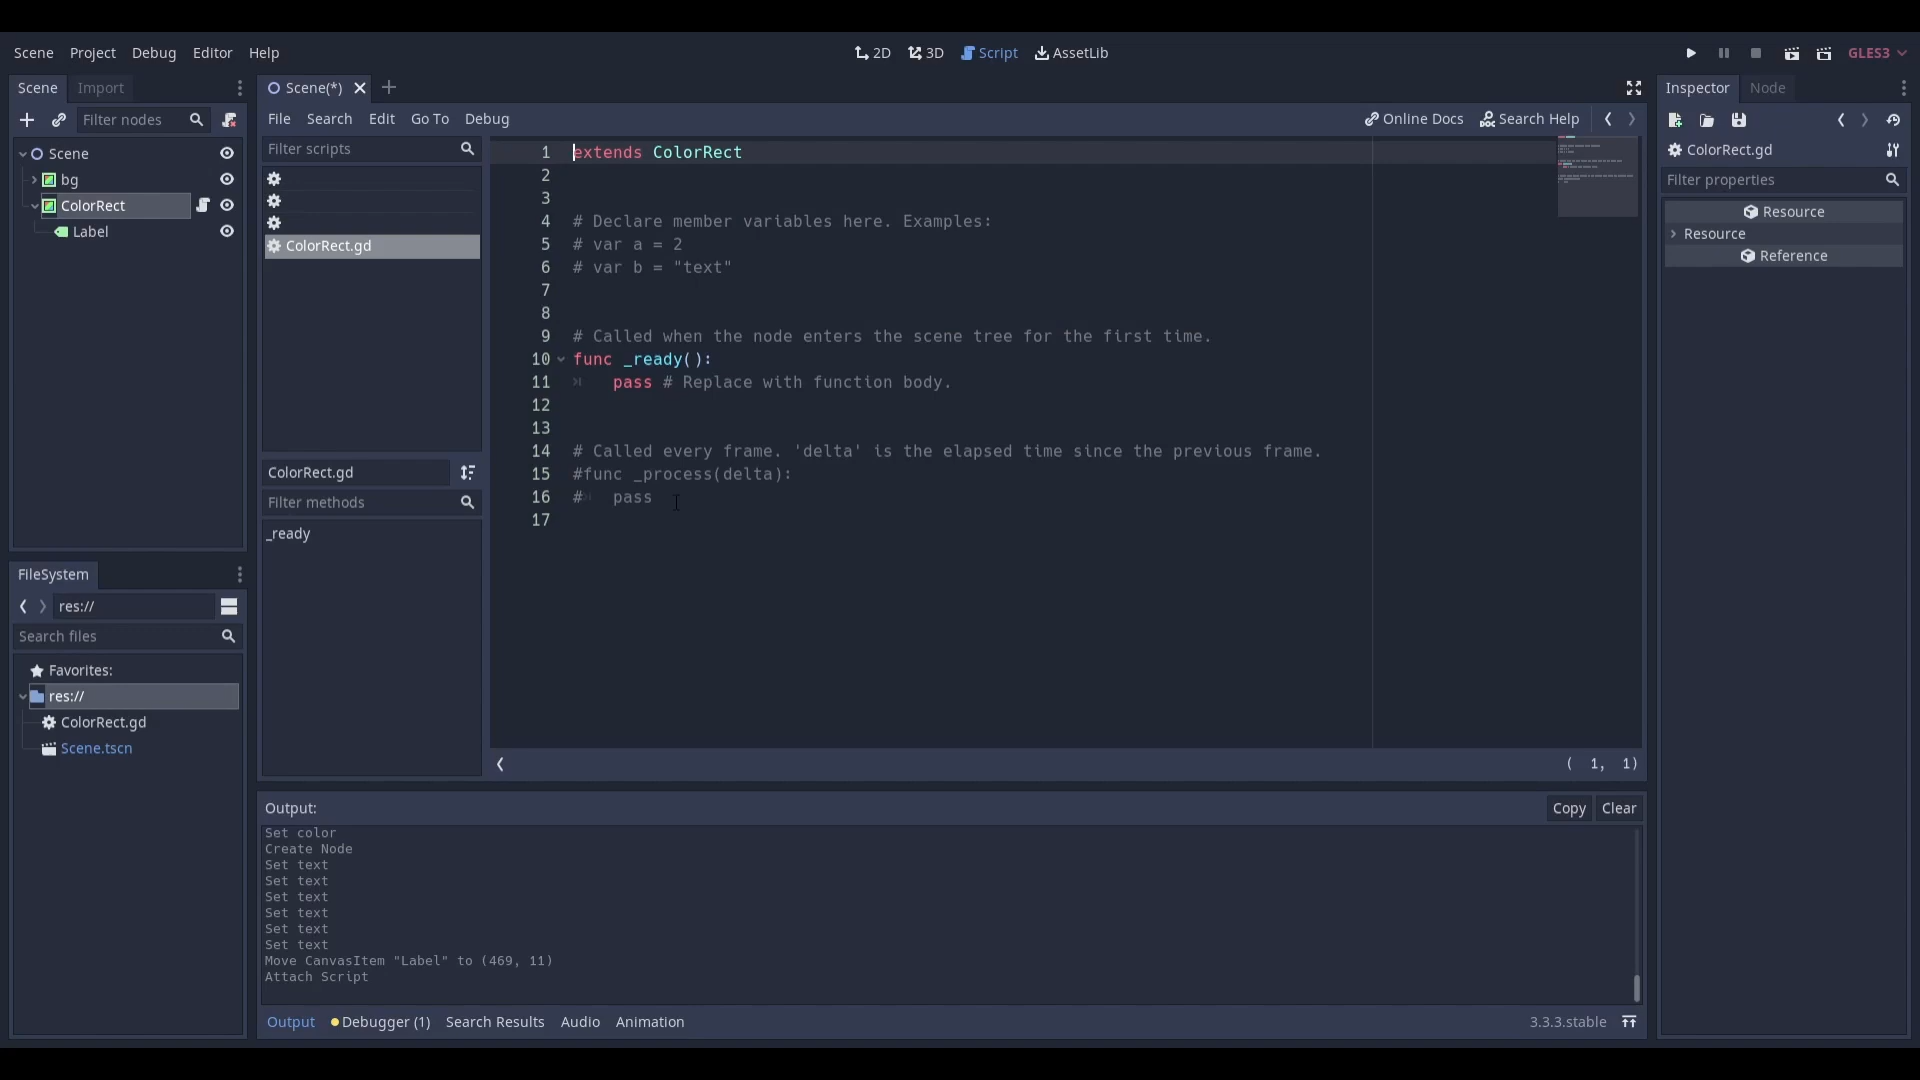 Scene Project Debug Editor Help
2D 3D Script AssetLib
GLES3
Scene Import
Filter nodes
Scene
bg
ColorRect
Label
FileSystem
res://
Search files
Favorites:
res://
ColorRect.gd
Scene.tscn
Scene(*)
File Search Edit Go To Debug
Online Docs Search Help
Filter scripts
ColorRect.gd
ColorRect.gd
Filter methods
_ready
1 extends ColorRect
2
3
4 # Declare member variables here. Examples:
5 # var a = 2
6 # var b = "text"
7
8
9 # Called when the node enters the scene tree for the first time.
10 func _ready():
11 pass # Replace with function body.
12
13
14 # Called every frame. 'delta' is the elapsed time since the previous frame.
15 #func _process(delta):
16 # pass
17
( 1, 1)
Output:
Copy Clear
Set color
Create Node
Set text
Set text
Set text
Set text
Set text
Set text
Move CanvasItem "Label" to (469, 11)
Attach Script
Output Debugger (1) Search Results Audio Animation
3.3.3.stable
Inspector Node
ColorRect.gd
Filter properties
Resource
Resource
Reference